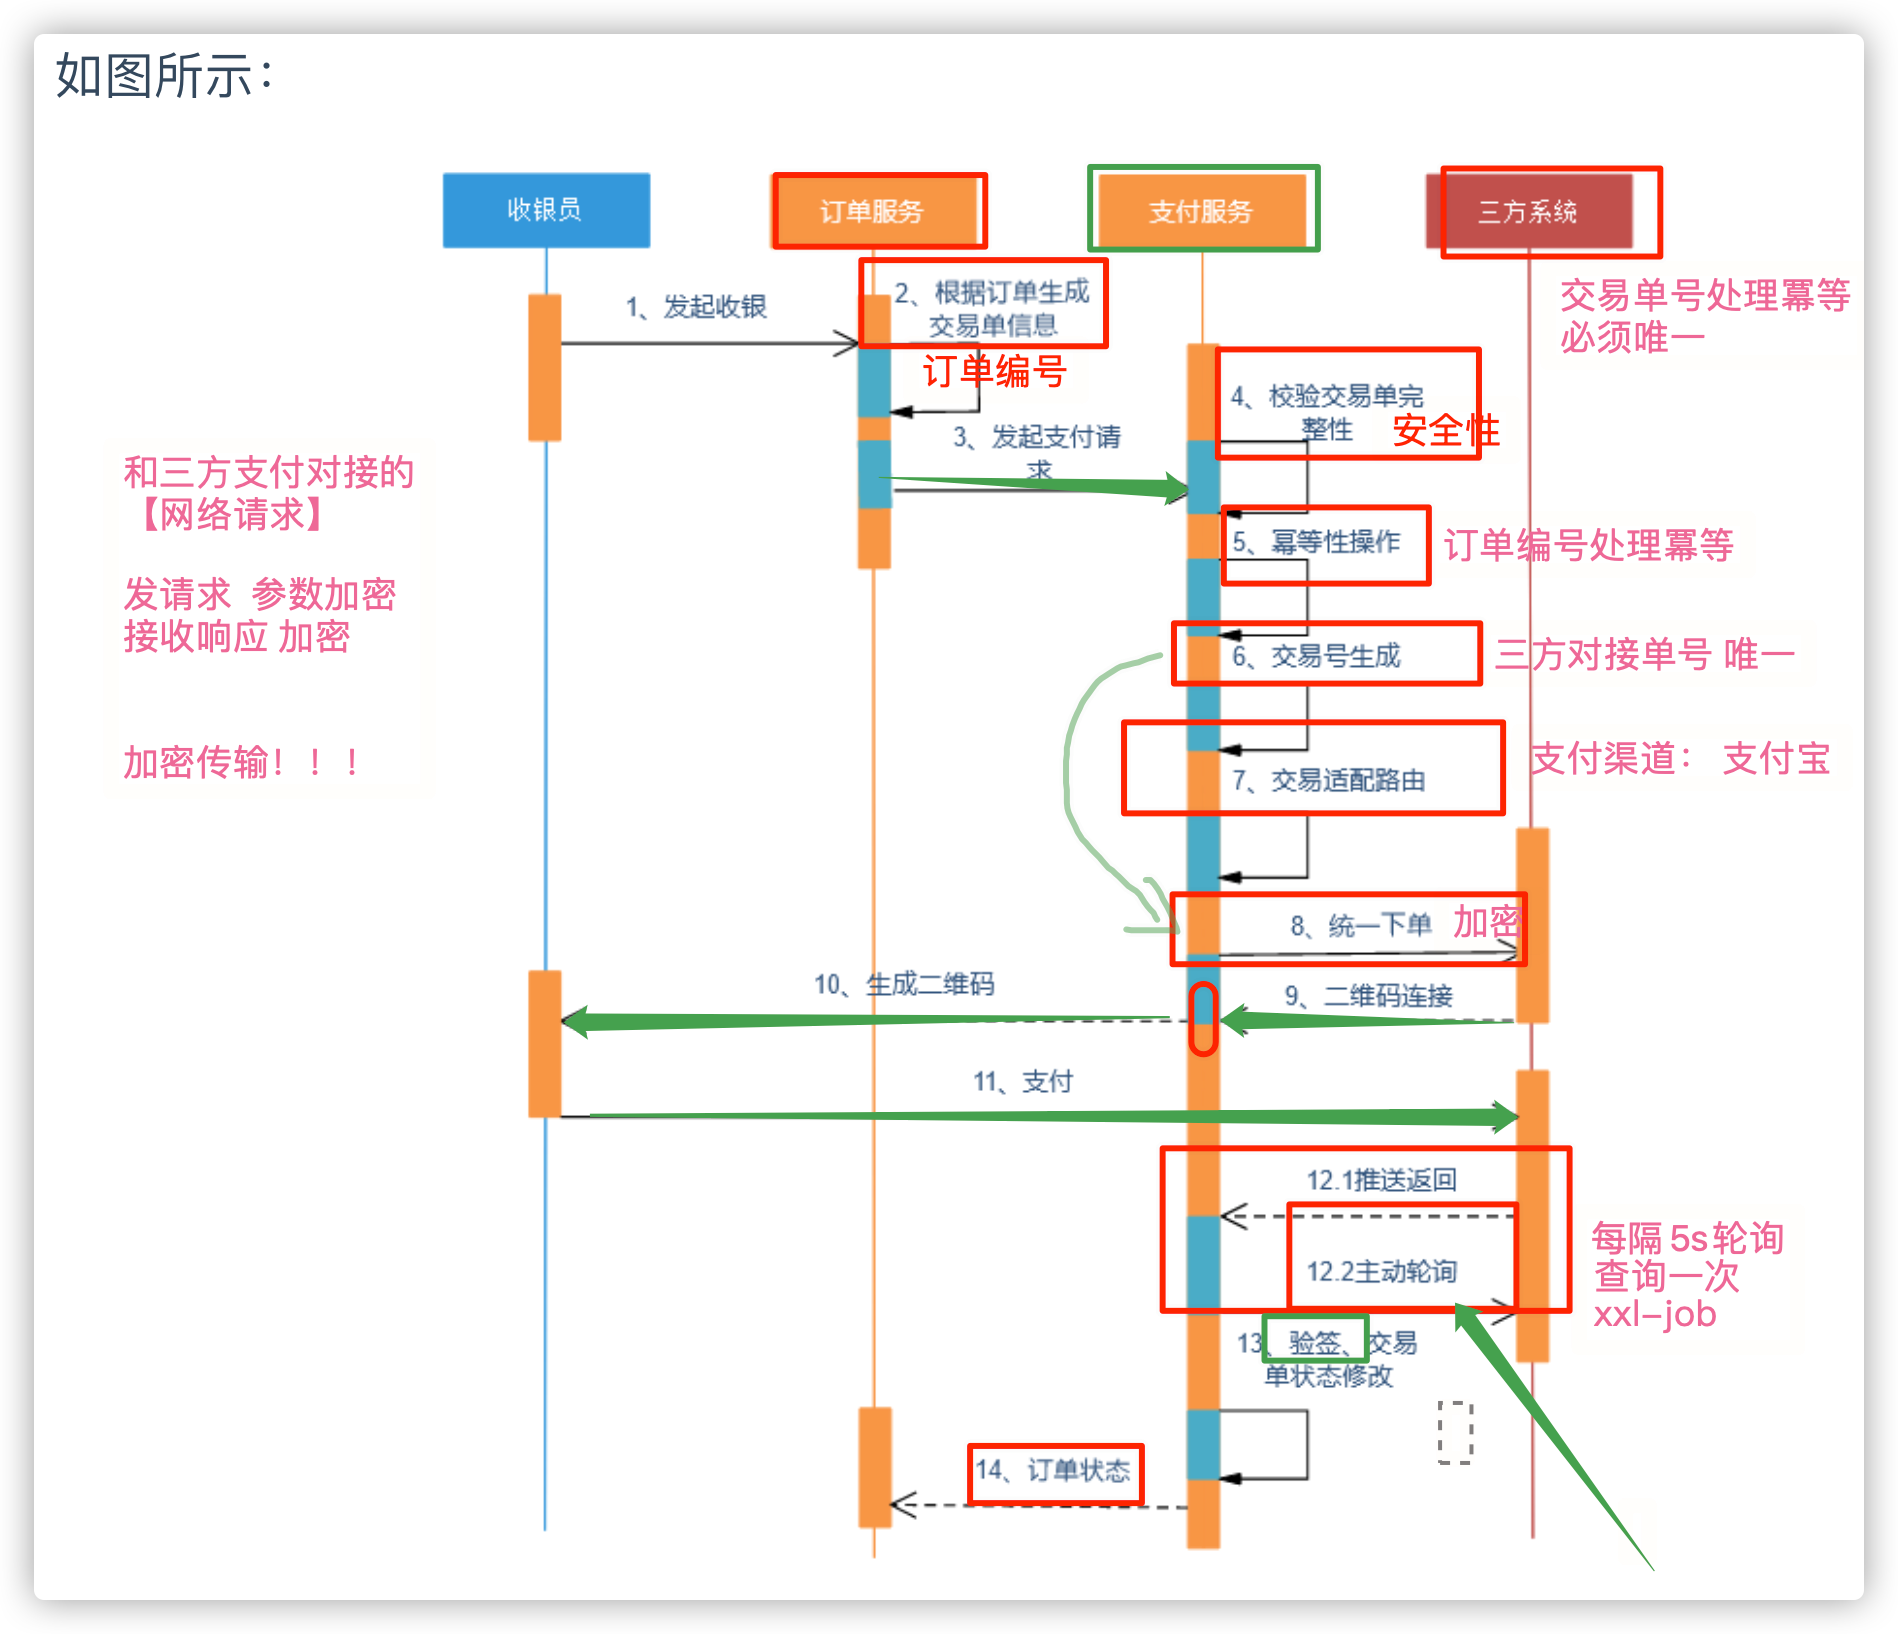 如图所示：
收银员
订单服务
支付服务
三方系统
1、发起收银
2、根据订单生成
交易单信息
交易单号处理冪等
必须唯一
订单编号
4、校验交易单完
整性
安全性
3、发起支付请
求
和三方支付对接的
【网络请求】
5、幂等性操作
订单编号处理冪等
发请求 参数加密
接收响应 加密
6、交易号生成
三方对接单号 唯一
加密传输！！！
7、交易适配路由
支付渠道： 支付宝
8、统一下单
加密
10、生成二维码
9、二维码连接
11、支付
12.1推送返回
12.2主动轮询
每隔5s轮询
查询一次
xxl-job
13、验签、交易
单状态修改
14、订单状态